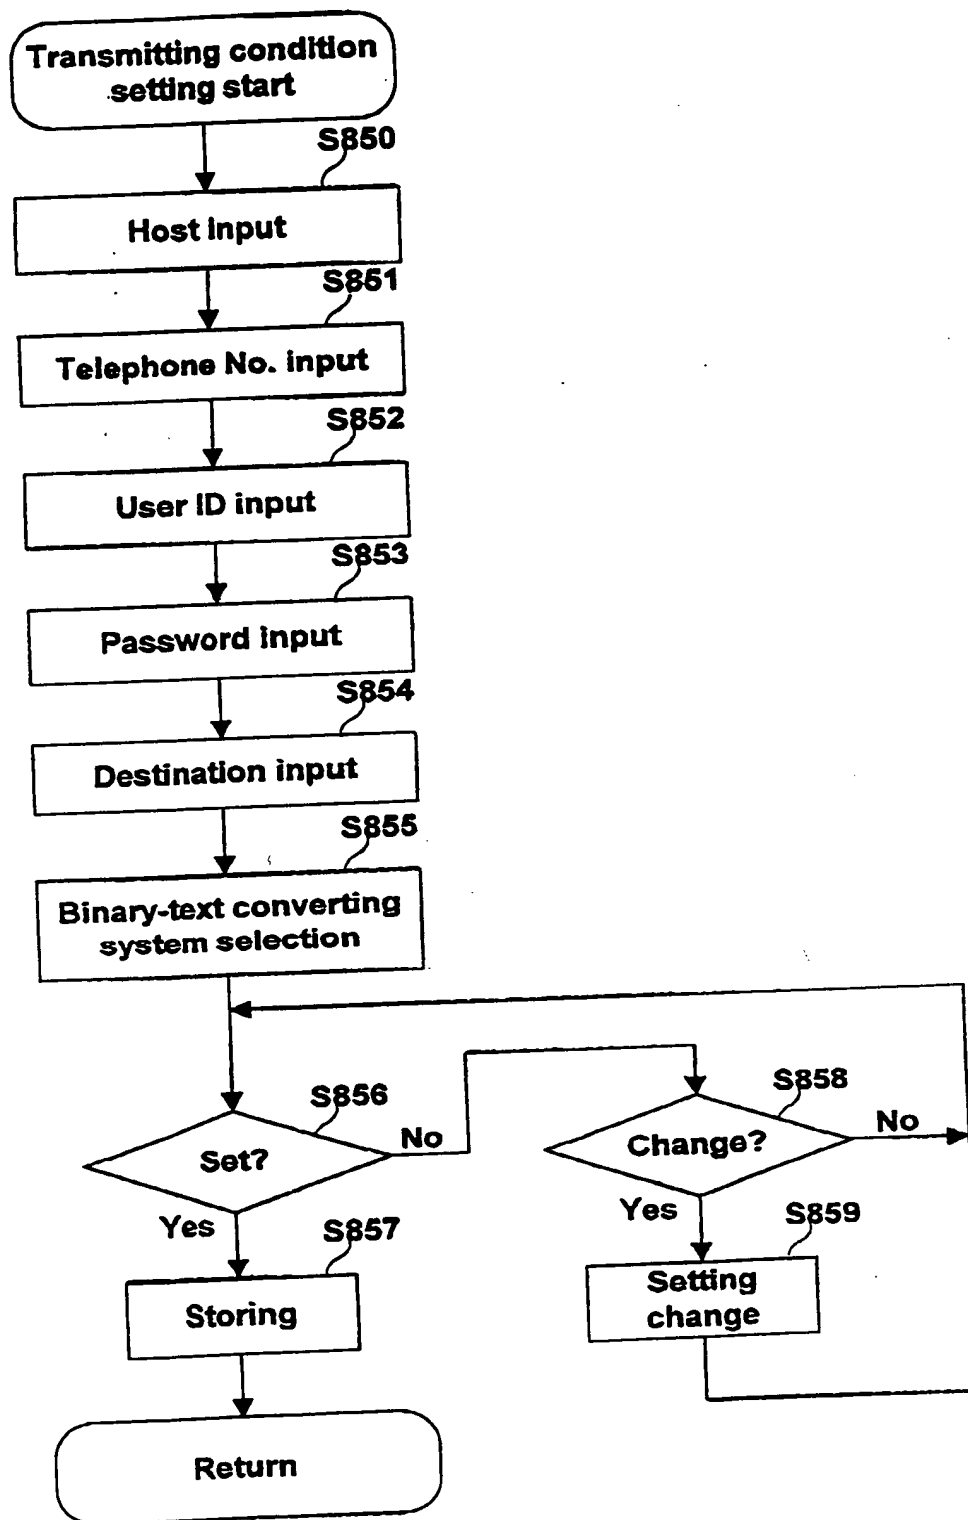 Transmitting condition
setting start
S850
Host input
S851
Telephone No. input
S852
User ID input
S853
Password input
S854
Destination input
S855
Binary-text converting
system selection
S856
Set?
No
Yes
S857
Storing
Return
S858
Change?
No
Yes
S859
Setting
change